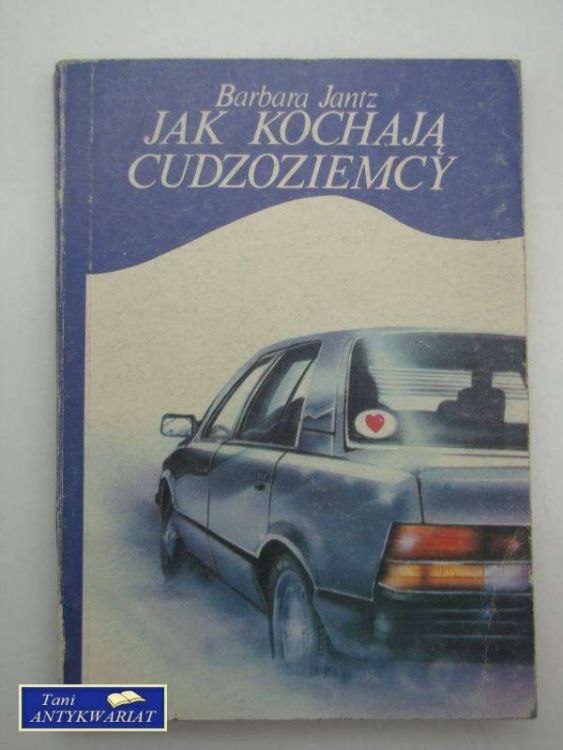 Barbara Jantz
JAK KOCHAJĄ
CUDZOZIEMCY
Tani
ANTYKWARIAT